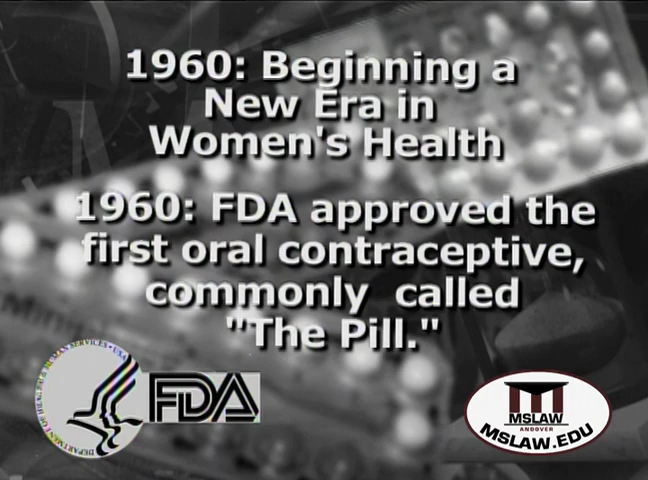 1960: Beginning a
New Era in
Women's Health
1960: FDA approved the
first oral contraceptive,
commonly called
"The Pill."
FDA
MSLAW
ANDOVER
MSLAW.EDU